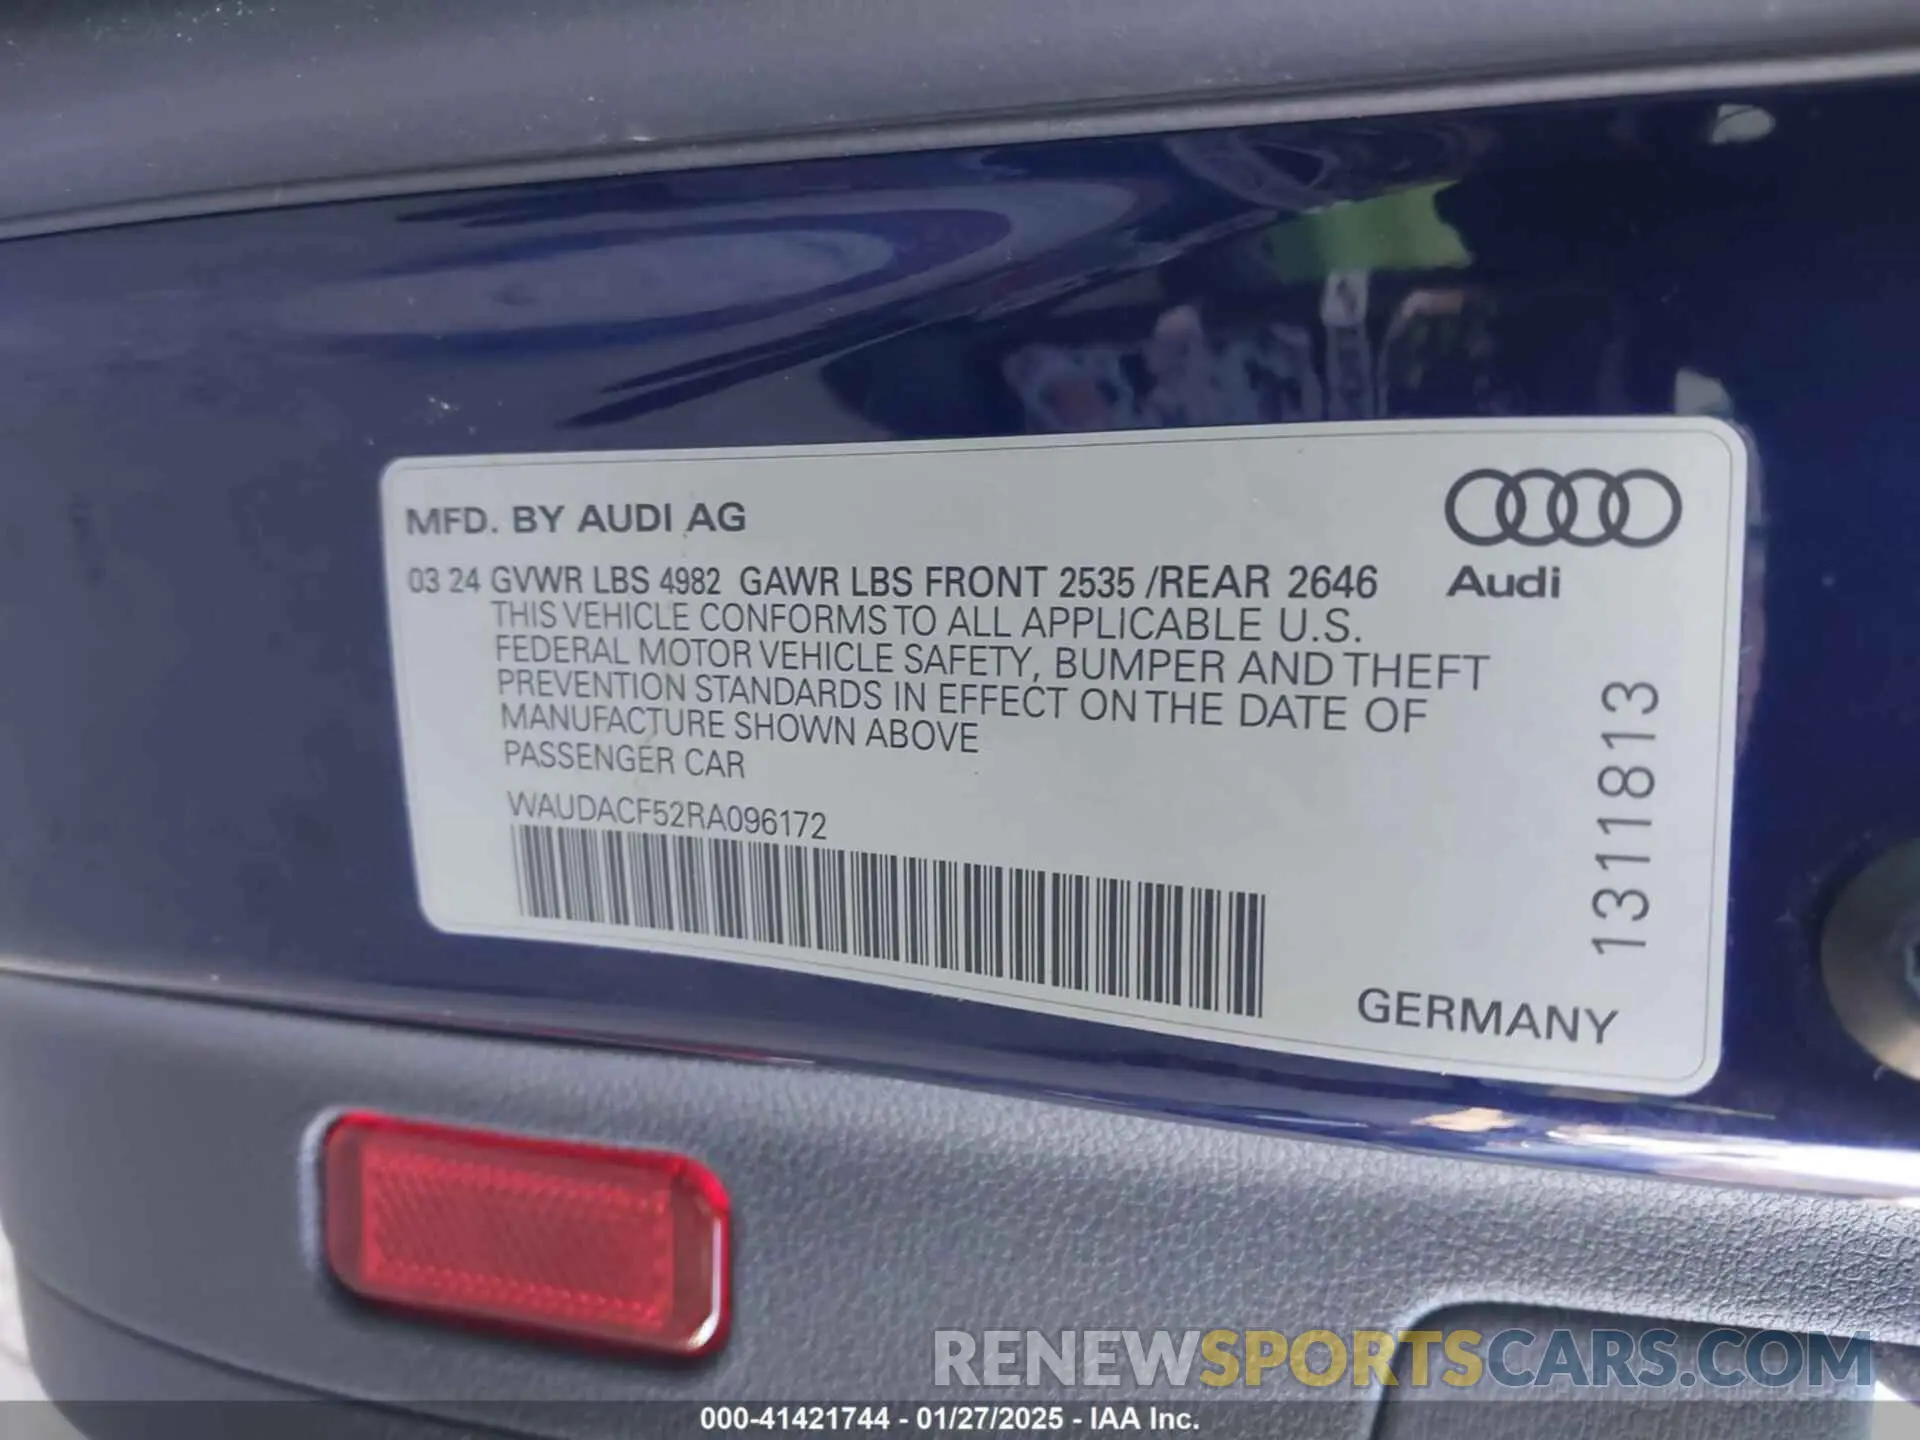 MFD. BY AUDI AG
Audi
03 24 GVWR LBS 4982 GAWR LBS FRONT 2535 /REAR 2646
THIS VEHICLE CONFORMS TO ALL APPLICABLE U.S.
FEDERAL MOTOR VEHICLE SAFETY, BUMPER AND THEFT
PREVENTION STANDARDS IN EFFECT ON THE DATE OF
MANUFACTURE SHOWN ABOVE
PASSENGER CAR
WAUDACF52RA096172
1311813
GERMANY
RENEWSPORTSCARS.COM
000-41421744 - 01/27/2025 - IAA Inc.